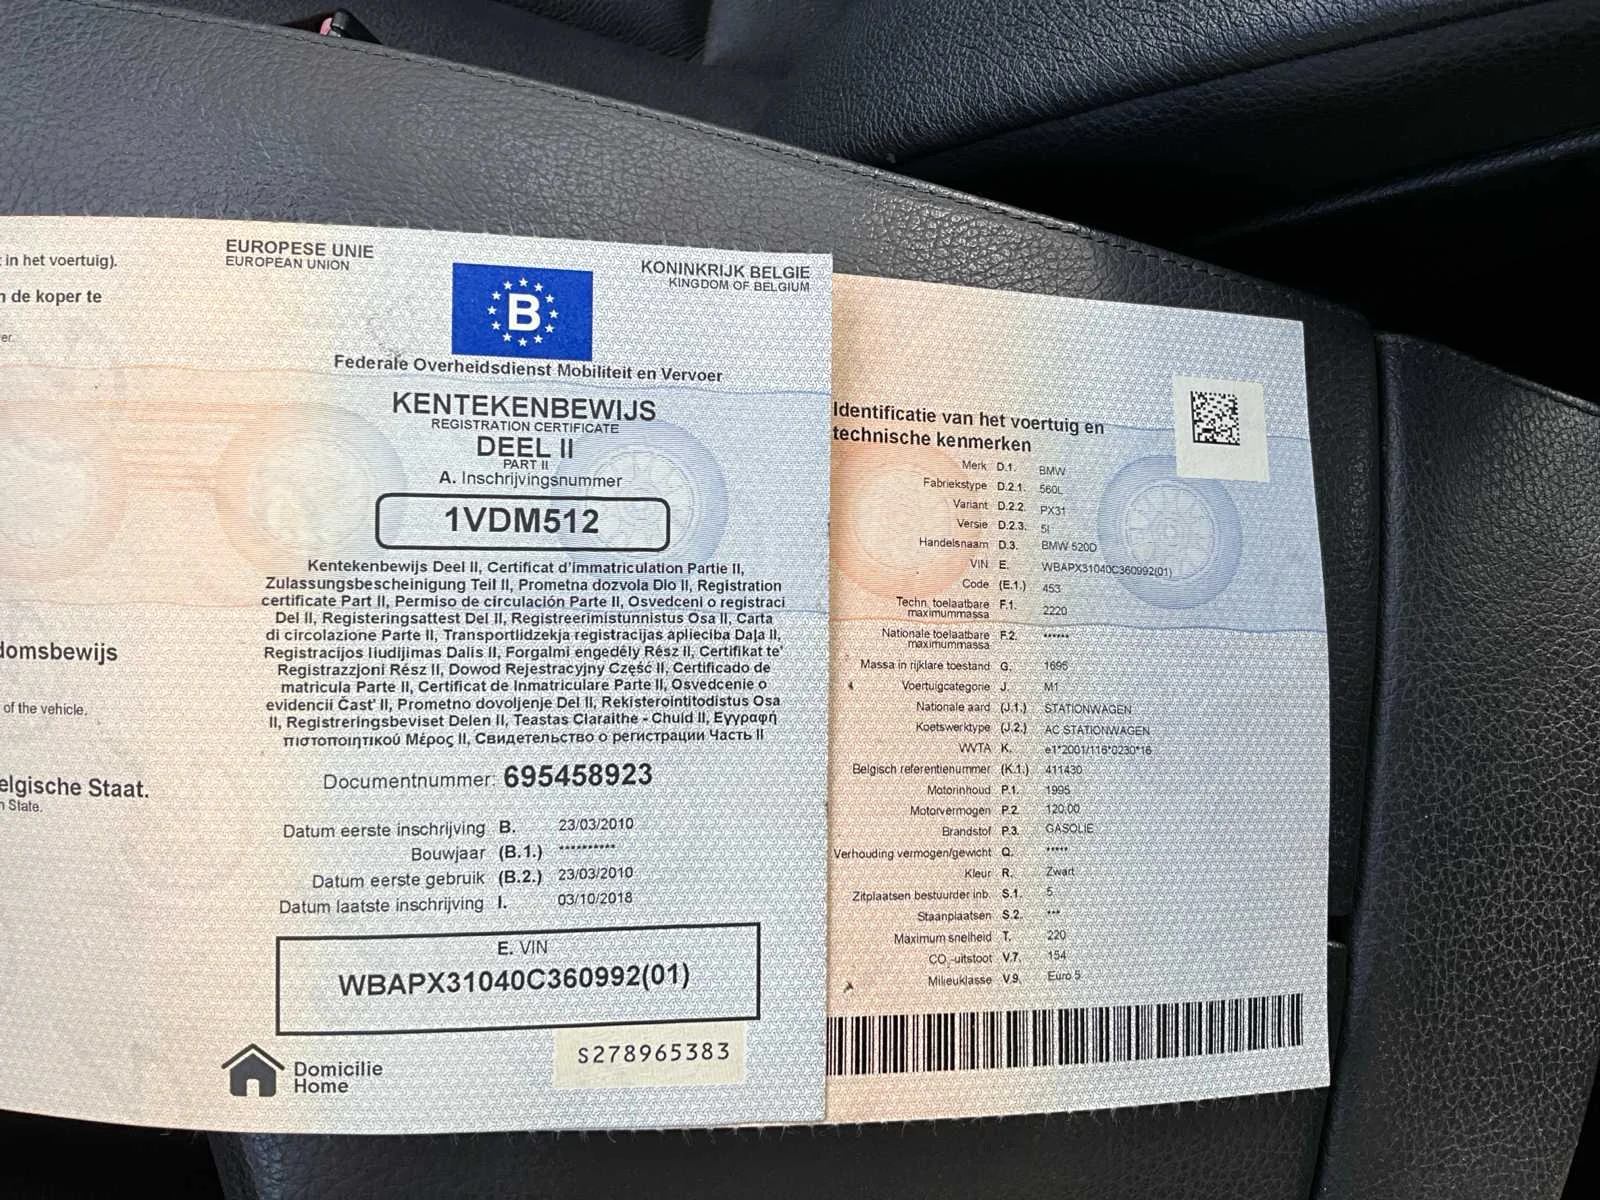 in het voertuig).
de koper te
er.
EUROPESE UNIE
EUROPEAN UNION
KONINKRIJK BELGIE
KINGDOM OF BELGIUM
B
Federale Overheidsdienst Mobiliteit en Vervoer
KENTEKENBEWIJS
REGISTRATION CERTIFICATE
DEEL II
PART II
A. Inschrijvingsnummer
1VDM512
Kentekenbewijs Deel II, Certificat d'immatriculation Partie II,
Zulassungsbescheinigung Teil II, Prometna dozvola Dio II, Registration
certificate Part II, Permiso de circulación Parte II, Osvedceni o registraci
Del II, Registeringsattest Del II, Registreerimistunnistus Osa II, Carta
di circolazione Parte II, Transportlidzekja registracijas aplieciba Daļa II,
Registracijos liudijimas Dalis II, Forgalmi engedély Rész II, Certifikat te'
Registrazzjoni Rész II, Dowod Rejestracyjny Część II, Certificado de
matricula Parte II, Certificat de Inmatriculare Parte II, Osvedcenie o
evidencii Čast' II, Prometno dovoljenje Del II, Rekisterointitodistus Osa
II, Registreringsbeviset Delen II, Teastas Claraithe - Chuid II, Εγγραφή
πιστοποιητικού Μέρος II, Свидетельство о регистрации Часть II
Documentnummer: 695458923
Datum eerste inschrijving B. 23/03/2010
Bouwjaar (B.1.) **********
Datum eerste gebruik (B.2.) 23/03/2010
Datum laatste inschrijving I. 03/10/2018
E. VIN
WBAPX31040C360992(01)
S278965383
Domicilie
Home
domsbewijs
of the vehicle.
elgische Staat.
n State.
Identificatie van het voertuig en
technische kenmerken
Merk D.1. BMW
Fabriekstype D.2.1. 560L
Variant D.2.2. PX31
Versie D.2.3. 5I
Handelsnaam D.3. BMW 520D
VIN E. WBAPX31040C360992(01)
Code (E.1.) 453
Techn. toelaatbare
maximummassa F.1. 2220
Nationale toelaatbare
maximummassa F.2. ******
Massa in rijklare toestand G. 1695
Voertuigcategorie J. M1
Nationale aard (J.1.) STATIONWAGEN
Koetswerktype (J.2.) AC STATIONWAGEN
WVTA K. e1*2001/116*0230*16
Belgisch referentienummer (K.1.) 411430
Motorinhoud P.1. 1995
Motorvermogen P.2. 120.00
Brandstof P.3. GASOLIE
Verhouding vermogen/gewicht Q. *****
Kleur R. Zwart
Zitplaatsen bestuurder inb. S.1. 5
Staanplaatsen S.2. ***
Maximum snelheid T. 220
CO₂-uitstoot V.7. 154
Milieuklasse V.9. Euro 5